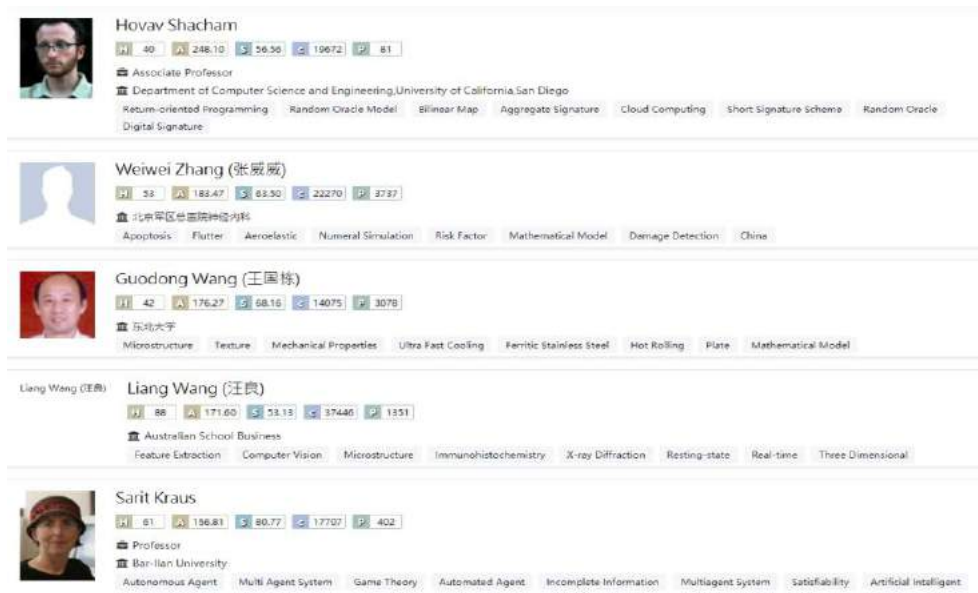 Hovav Shacham
H 40 A 248.10 S 56.56 C 19672 P 81
Associate Professor
Department of Computer Science and Engineering,University of California,San Diego
Return-oriented Programming Random Oracle Model Bilinear Map Aggregate Signature Cloud Computing Short Signature Scheme Random Oracle
Digital Signature
Weiwei Zhang (张威威)
H 53 A 183.47 S 63.50 C 22270 P 3737
北京军区总医院神经内科
Apoptosis Flutter Aeroelastic Numeral Simulation Risk Factor Mathematical Model Damage Detection China
Guodong Wang (王国栋)
H 42 A 176.27 S 68.16 C 14075 P 3078
东北大学
Microstructure Texture Mechanical Properties Ultra Fast Cooling Ferritic Stainless Steel Hot Rolling Plate Mathematical Model
Liang Wang (汪良) Liang Wang (汪良)
H 88 A 171.60 S 53.13 C 37446 P 1351
Australian School Business
Feature Extraction Computer Vision Microstructure Immunohistochemistry X-ray Diffraction Resting-state Real-time Three Dimensional
Sarit Kraus
H 61 A 156.81 S 80.77 C 17707 P 402
Professor
Bar-Ilan University
Autonomous Agent Multi Agent System Game Theory Automated Agent Incomplete Information Multiagent System Satisfiability Artificial Intelligent